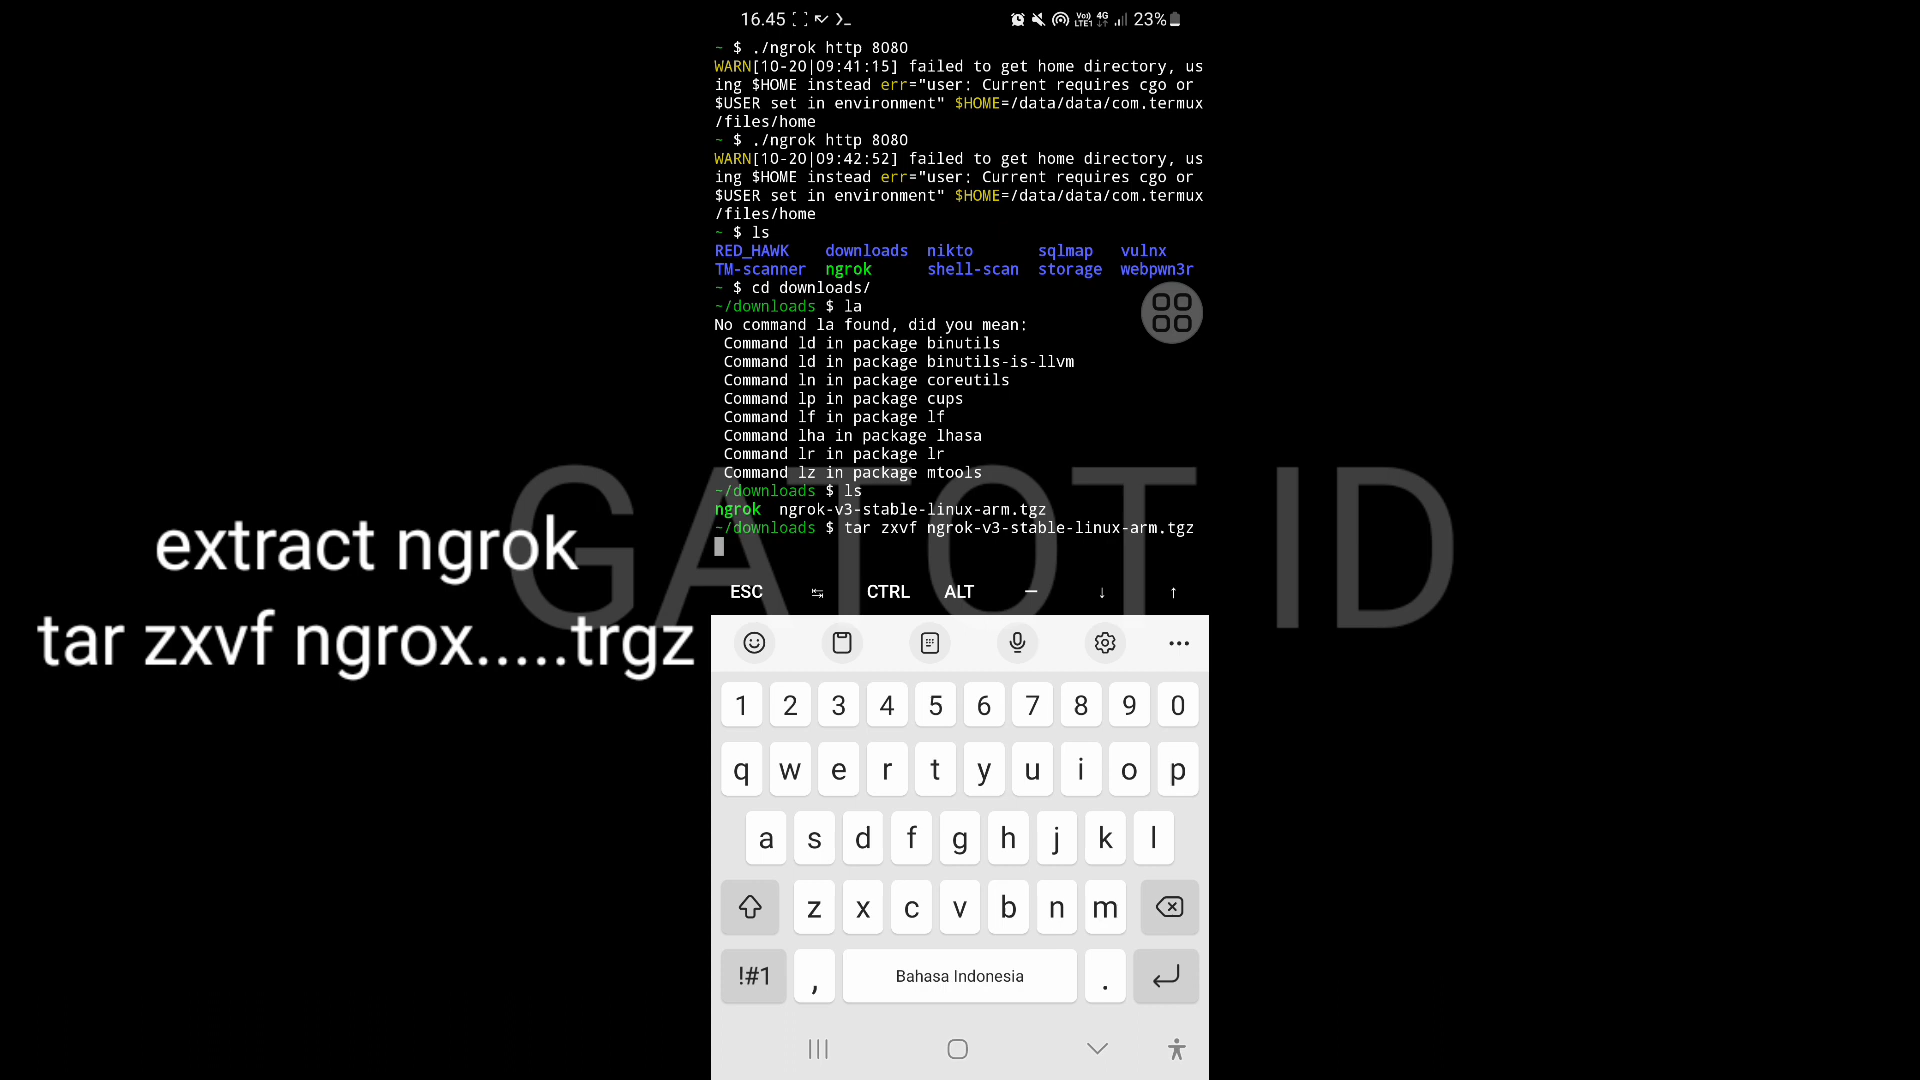 16.45
Vo))
LTE1
4G
23%
~ $ ./ngrok http 8080
WARN[10-20|09:41:15] failed to get home directory, us
ing $HOME instead err="user: Current requires cgo or
$USER set in environment" $HOME=/data/data/com.termux
/files/home
~ $ ./ngrok http 8080
WARN[10-20|09:42:52] failed to get home directory, us
ing $HOME instead err="user: Current requires cgo or
$USER set in environment" $HOME=/data/data/com.termux
/files/home
~ $ ls
RED_HAWK downloads nikto sqlmap vulnx
TM-scanner ngrok shell-scan storage webpwn3r
~ $ cd downloads/
~/downloads $ la
No command la found, did you mean:
Command ld in package binutils
Command ld in package binutils-is-llvm
Command ln in package coreutils
Command lp in package cups
Command lf in package lf
Command lha in package lhasa
Command lr in package lr
Command lz in package mtools
~/downloads $ ls
ngrok ngrok-v3-stable-linux-arm.tgz
~/downloads $ tar zxvf ngrok-v3-stable-linux-arm.tgz
GATOT ID
extract ngrok
tar zxvf ngrox.....trgz
ESC ↹ CTRL ALT — ↓ ↑
1 2 3 4 5 6 7 8 9 0
q w e r t y u i o p
a s d f g h j k l
z x c v b n m
!#1 , Bahasa Indonesia .